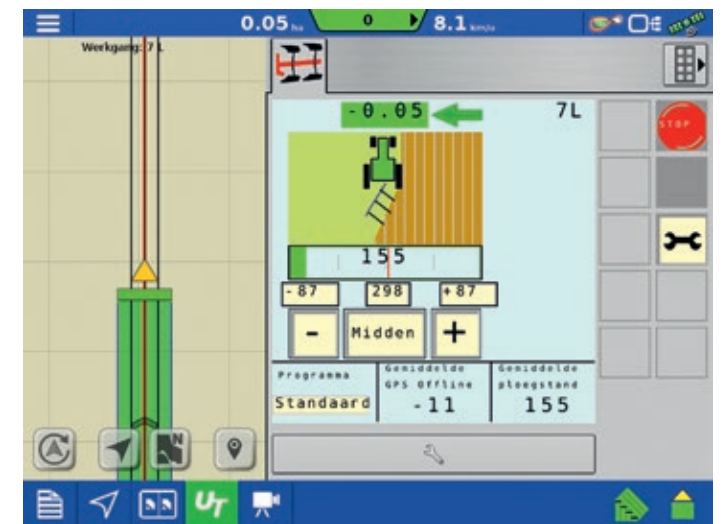 0.05 ha 0 8.1 km/u
Werkgang: 7 L
-0.05 7L
STOP
155
-87 298 +87
- Midden +
Programma
Standaard
Gemiddelde
GPS Offline
-11
Gemiddelde
ploegstand
155
N
UT